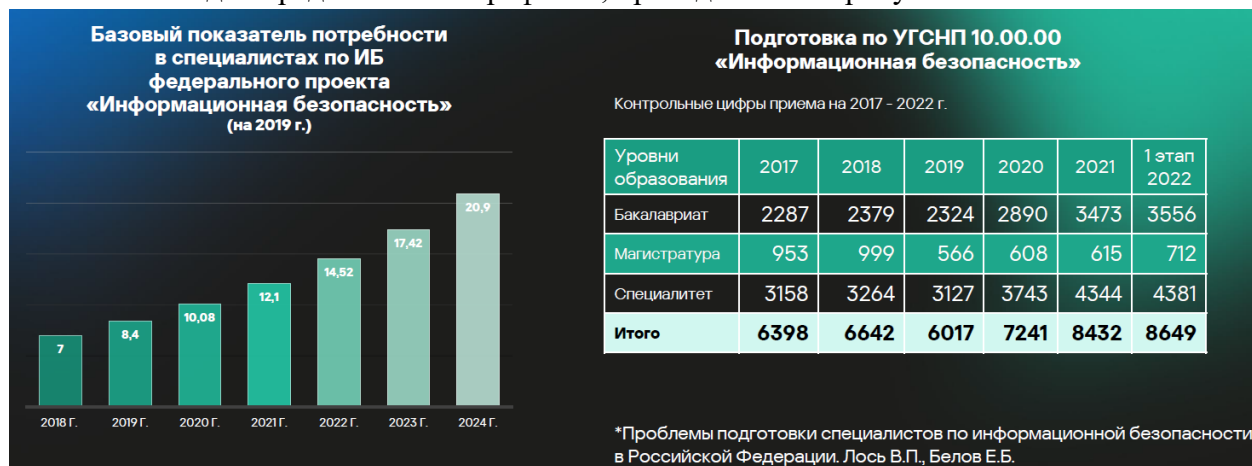 Базовый показатель потребности
в специалистах по ИБ
федерального проекта
«Информационная безопасность»
(на 2019 г.)
20,9
17,42
14,52
12,1
10,08
8,4
7
2018 Г. 2019 Г. 2020 Г. 2021 Г. 2022 Г. 2023 Г. 2024 Г.
Подготовка по УГСНП 10.00.00
«Информационная безопасность»
Контрольные цифры приема на 2017 - 2022 г.
Уровни образования 2017 2018 2019 2020 2021 1 этап 2022
Бакалавриат 2287 2379 2324 2890 3473 3556
Магистратура 953 999 566 608 615 712
Специалитет 3158 3264 3127 3743 4344 4381
Итого 6398 6642 6017 7241 8432 8649
*Проблемы подготовки специалистов по информационной безопасности
в Российской Федерации. Лось В.П., Белов Е.Б.